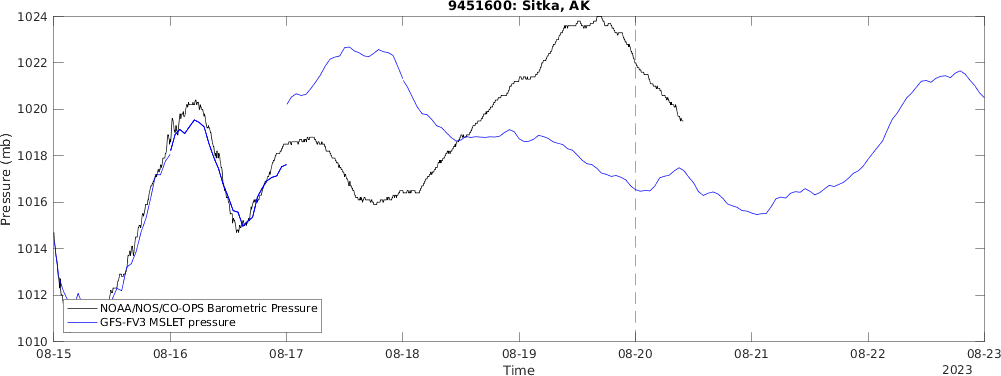 9451600: Sitka, AK
1024
1022
1020
1018
1016
1014
1012
1010
Pressure (mb)
NOAA/NOS/CO-OPS Barometric Pressure
GFS-FV3 MSLET pressure
08-15 08-16 08-17 08-18 08-19 08-20 08-21 08-22 08-23
Time
2023